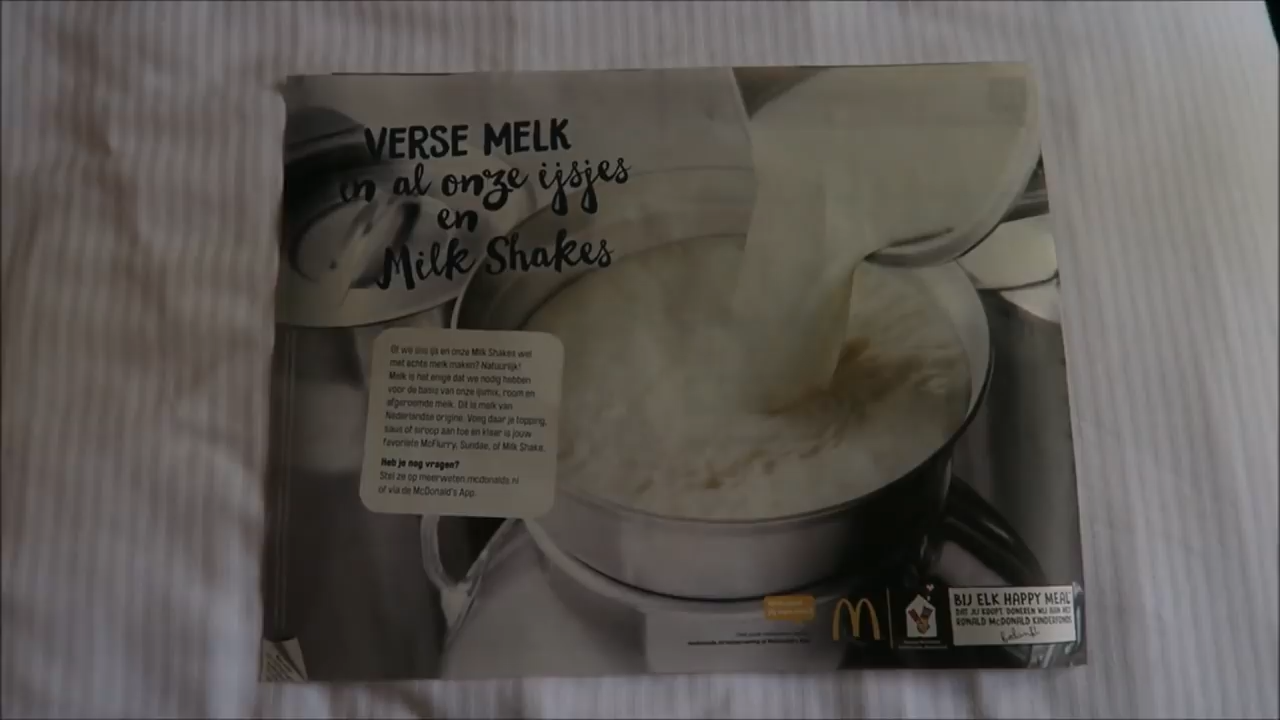 VERSE MELK
in al onze ijsjes
en
Milk Shakes
Of we ons ijs en onze Milk Shakes wel
met echte melk maken? Natuurlijk!
Melk is het enige dat we nodig hebben
voor de basis van onze ijsmix, room en
afgeroomde melk. Dit is melk van
Nederlandse origine. Voeg daar je topping,
saus of siroop aan toe en klaar is jouw
favoriete McFlurry, Sundae, of Milk Shake.
Heb je nog vragen?
Stel ze op meerweten.mcdonalds.nl
of via de McDonald's App.
BIJ ELK HAPPY MEAL
DAT JIJ KOOPT, DONEREN WIJ AAN HET
RONALD McDONALD KINDERFONDS